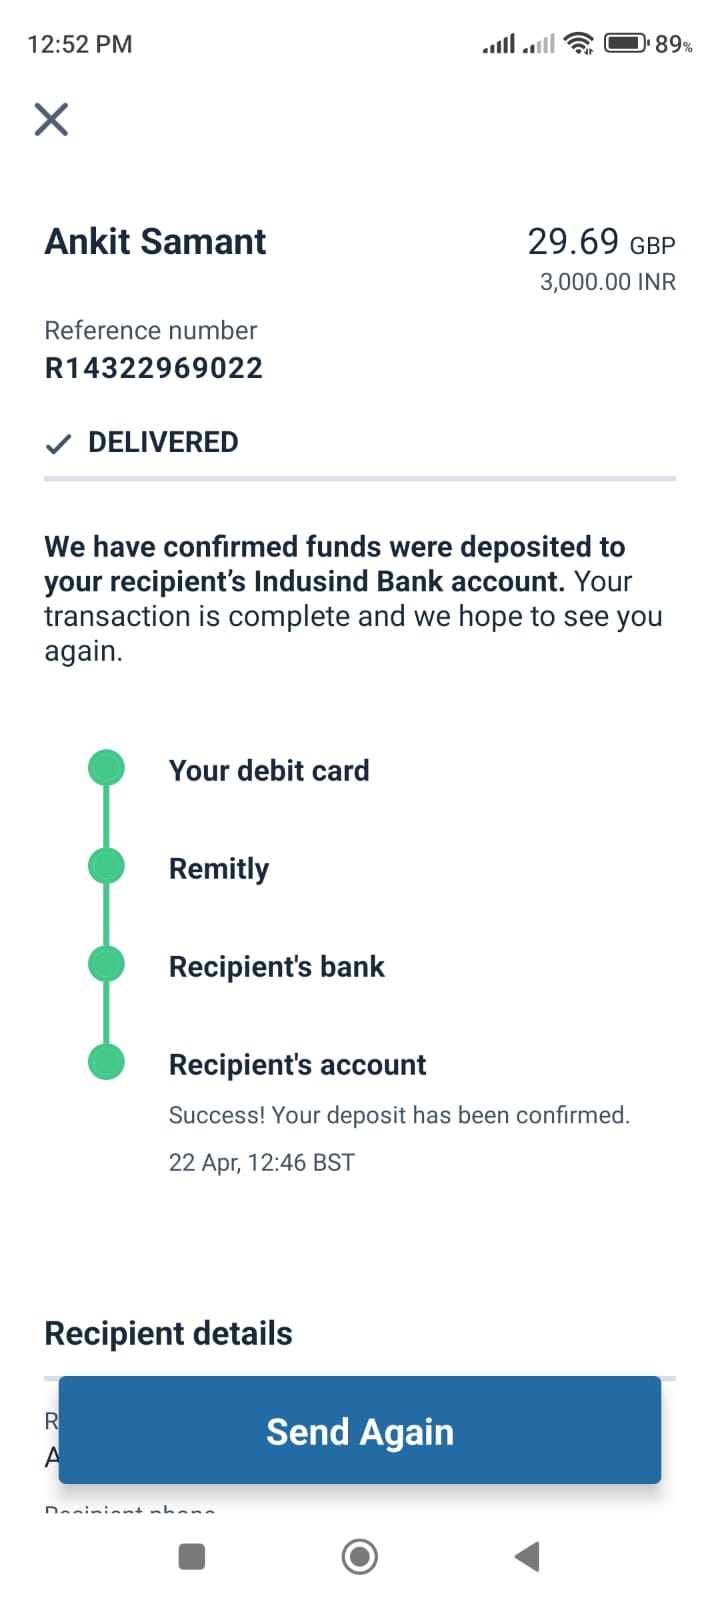 12:52 PM
89%
Ankit Samant
29.69 GBP
3,000.00 INR
Reference number
R14322969022
DELIVERED
We have confirmed funds were deposited to
your recipient’s Indusind Bank account. Your
transaction is complete and we hope to see you
again.
Your debit card
Remitly
Recipient's bank
Recipient's account
Success! Your deposit has been confirmed.
22 Apr, 12:46 BST
Recipient details
R
A
Send Again
Recipient phone